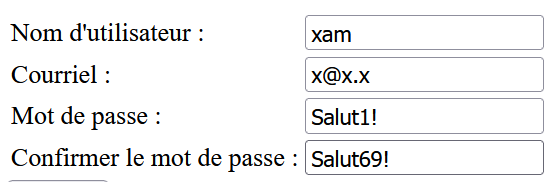 Nom d'utilisateur : xam
Courriel : x@x.x
Mot de passe : Salut1!
Confirmer le mot de passe : Salut69!